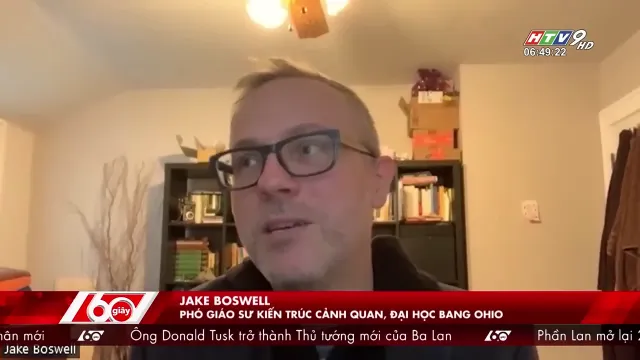 HTV9 HD
06:49:22
60 giây
JAKE BOSWELL
PHÓ GIÁO SƯ KIẾN TRÚC CẢNH QUAN, ĐẠI HỌC BANG OHIO
nhân mới Ông Donald Tusk trở thành Thủ tướng mới của Ba Lan Phần Lan mở lại
Jake Boswell